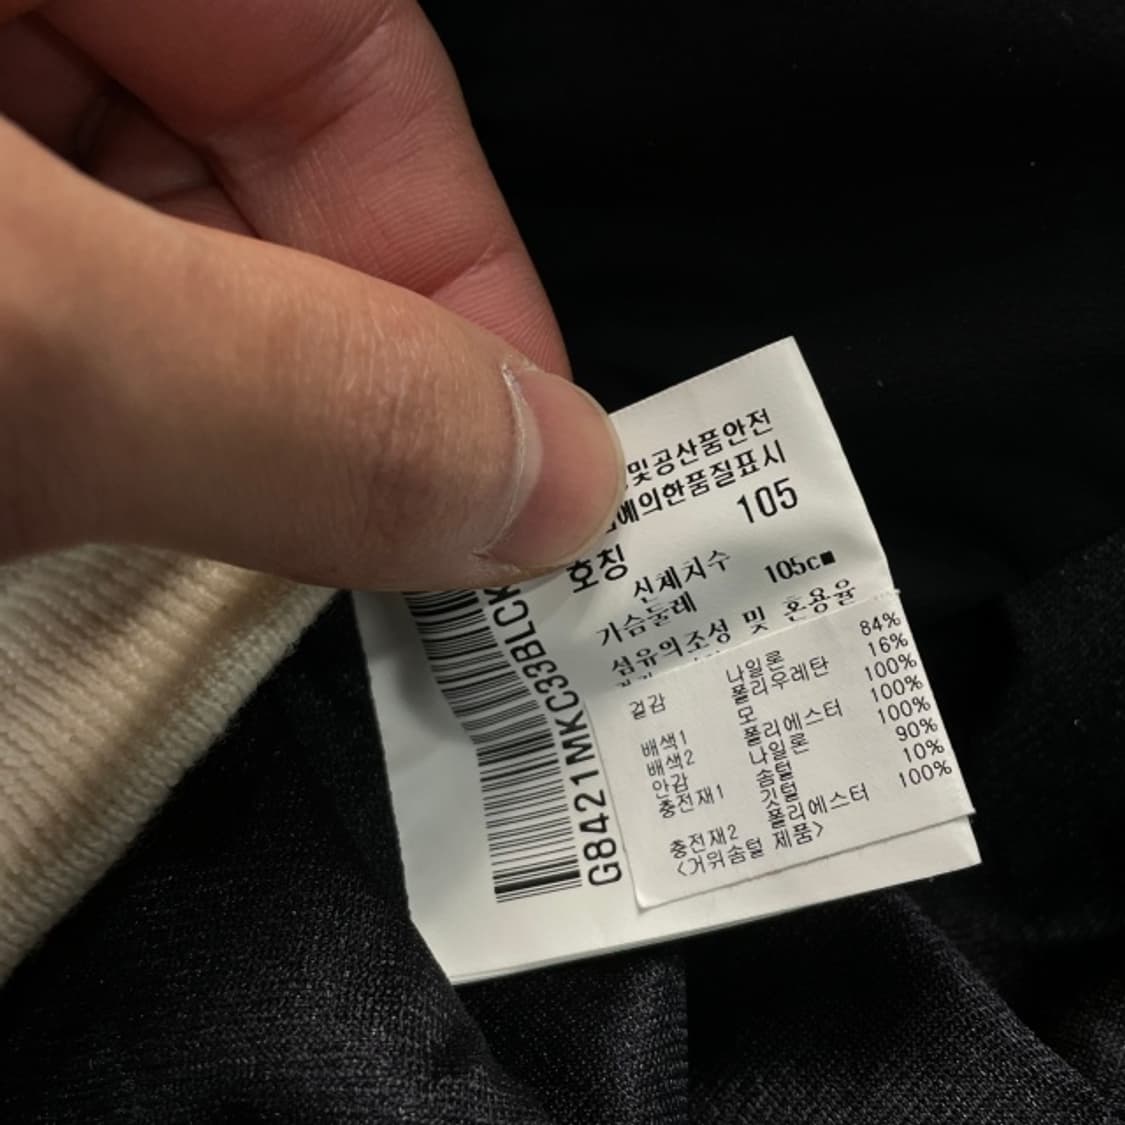 및공산품안전
에의한품질표시
호칭 105
신체치수
가슴둘레 105c■
섬유의조성 및 혼용율
겉감 나일론 84%
폴리우레탄 16%
배색1 모 100%
배색2 폴리에스터 100%
안감 나일론 100%
충전재1 솜털 90%
깃털 10%
충전재2 폴리에스터 100%
<거위솜털 제품>
G8421MKC33BLCK